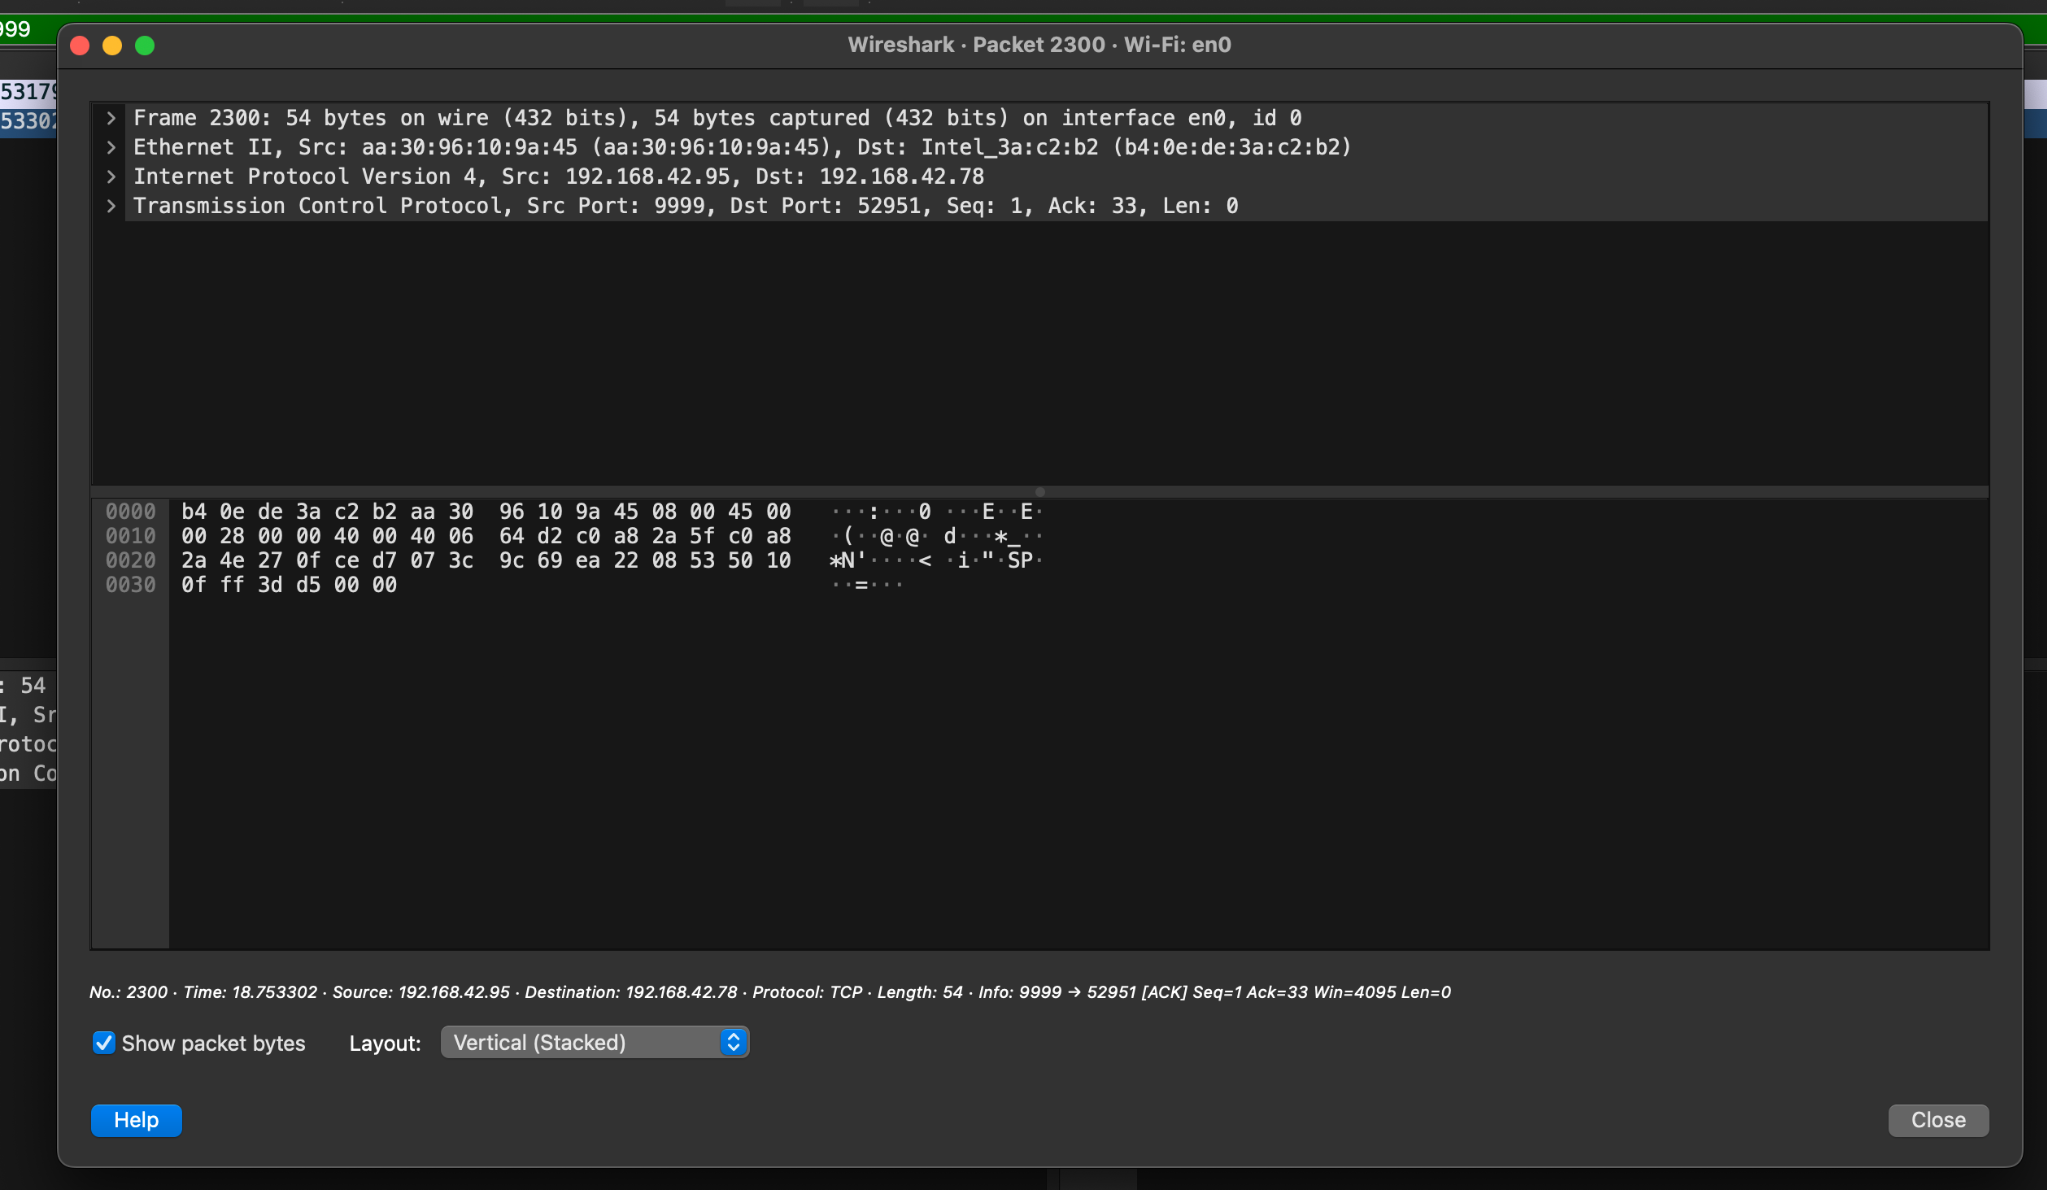 999
Wireshark · Packet 2300 · Wi-Fi: en0
53179
53302
> Frame 2300: 54 bytes on wire (432 bits), 54 bytes captured (432 bits) on interface en0, id 0
> Ethernet II, Src: aa:30:96:10:9a:45 (aa:30:96:10:9a:45), Dst: Intel_3a:c2:b2 (b4:0e:de:3a:c2:b2)
> Internet Protocol Version 4, Src: 192.168.42.95, Dst: 192.168.42.78
> Transmission Control Protocol, Src Port: 9999, Dst Port: 52951, Seq: 1, Ack: 33, Len: 0
0000 b4 0e de 3a c2 b2 aa 30 96 10 9a 45 08 00 45 00 ···:···0 ···E··E·
0010 00 28 00 00 40 00 40 06 64 d2 c0 a8 2a 5f c0 a8 ·(··@·@· d···*_··
0020 2a 4e 27 0f ce d7 07 3c 9c 69 ea 22 08 53 50 10 *N'····< ·i·"·SP·
0030 0f ff 3d d5 00 00 ··=···
: 54
I, Sr
rotoc
on Co
No.: 2300 · Time: 18.753302 · Source: 192.168.42.95 · Destination: 192.168.42.78 · Protocol: TCP · Length: 54 · Info: 9999 → 52951 [ACK] Seq=1 Ack=33 Win=4095 Len=0
Show packet bytes Layout: Vertical (Stacked)
Help Close